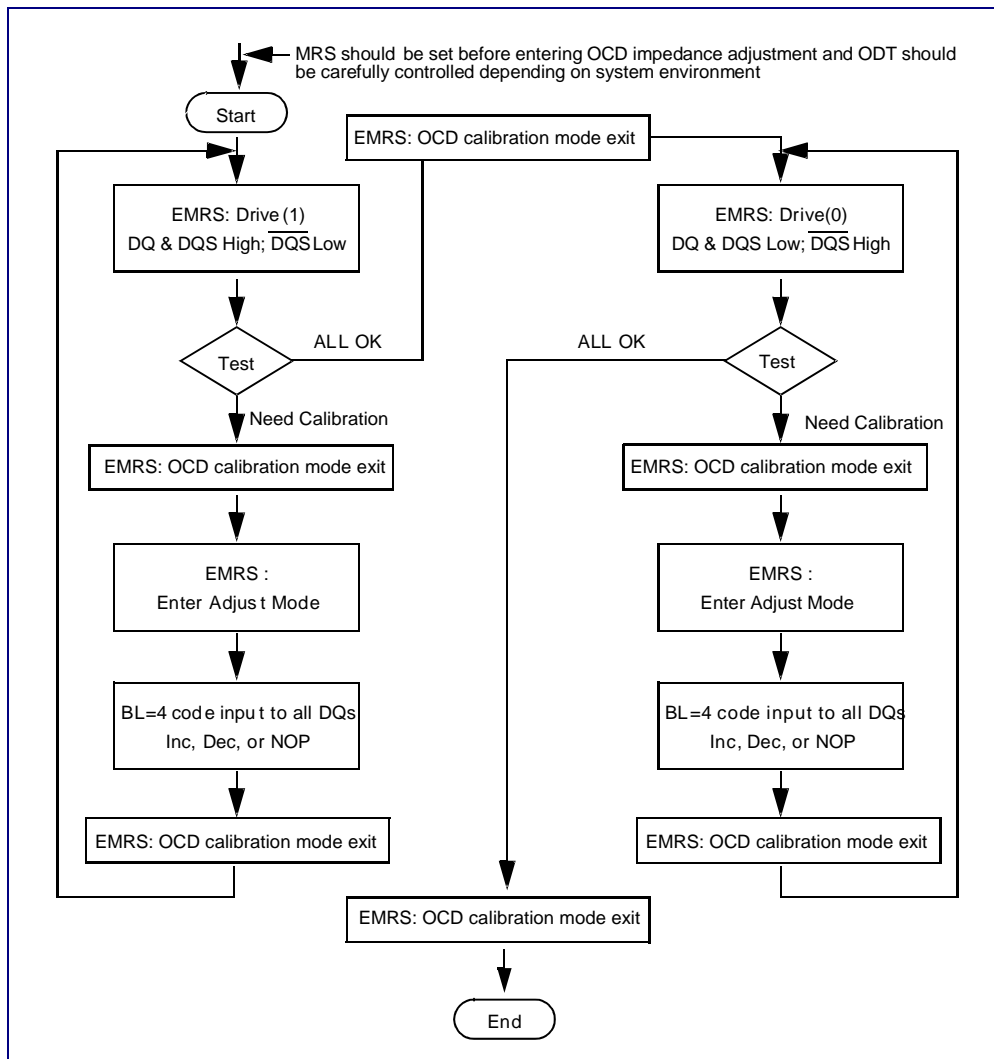 MRS should be set before entering OCD impedance adjustment and ODT should
be carefully controlled depending on system environment
Start
EMRS: OCD calibration mode exit
EMRS: Drive(1)
DQ & DQS High; D̅Q̅S̅ Low
Test
ALL OK
Need Calibration
EMRS: OCD calibration mode exit
EMRS :
Enter Adjust Mode
BL=4 code input to all DQs
Inc, Dec, or NOP
EMRS: OCD calibration mode exit
EMRS: Drive(0)
DQ & DQS Low; D̅Q̅S̅ High
ALL OK
Test
Need Calibration
EMRS: OCD calibration mode exit
EMRS :
Enter Adjust Mode
BL=4 code input to all DQs
Inc, Dec, or NOP
EMRS: OCD calibration mode exit
EMRS: OCD calibration mode exit
End